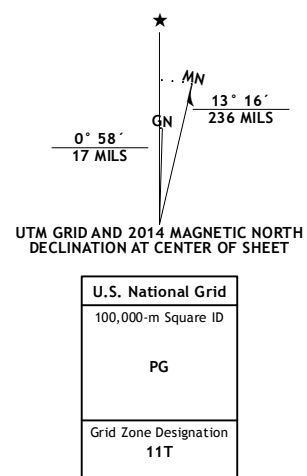 ★
MN
GN
13° 16´
236 MILS
0° 58´
17 MILS
UTM GRID AND 2014 MAGNETIC NORTH
DECLINATION AT CENTER OF SHEET
U.S. National Grid
100,000-m Square ID
PG
Grid Zone Designation
11T